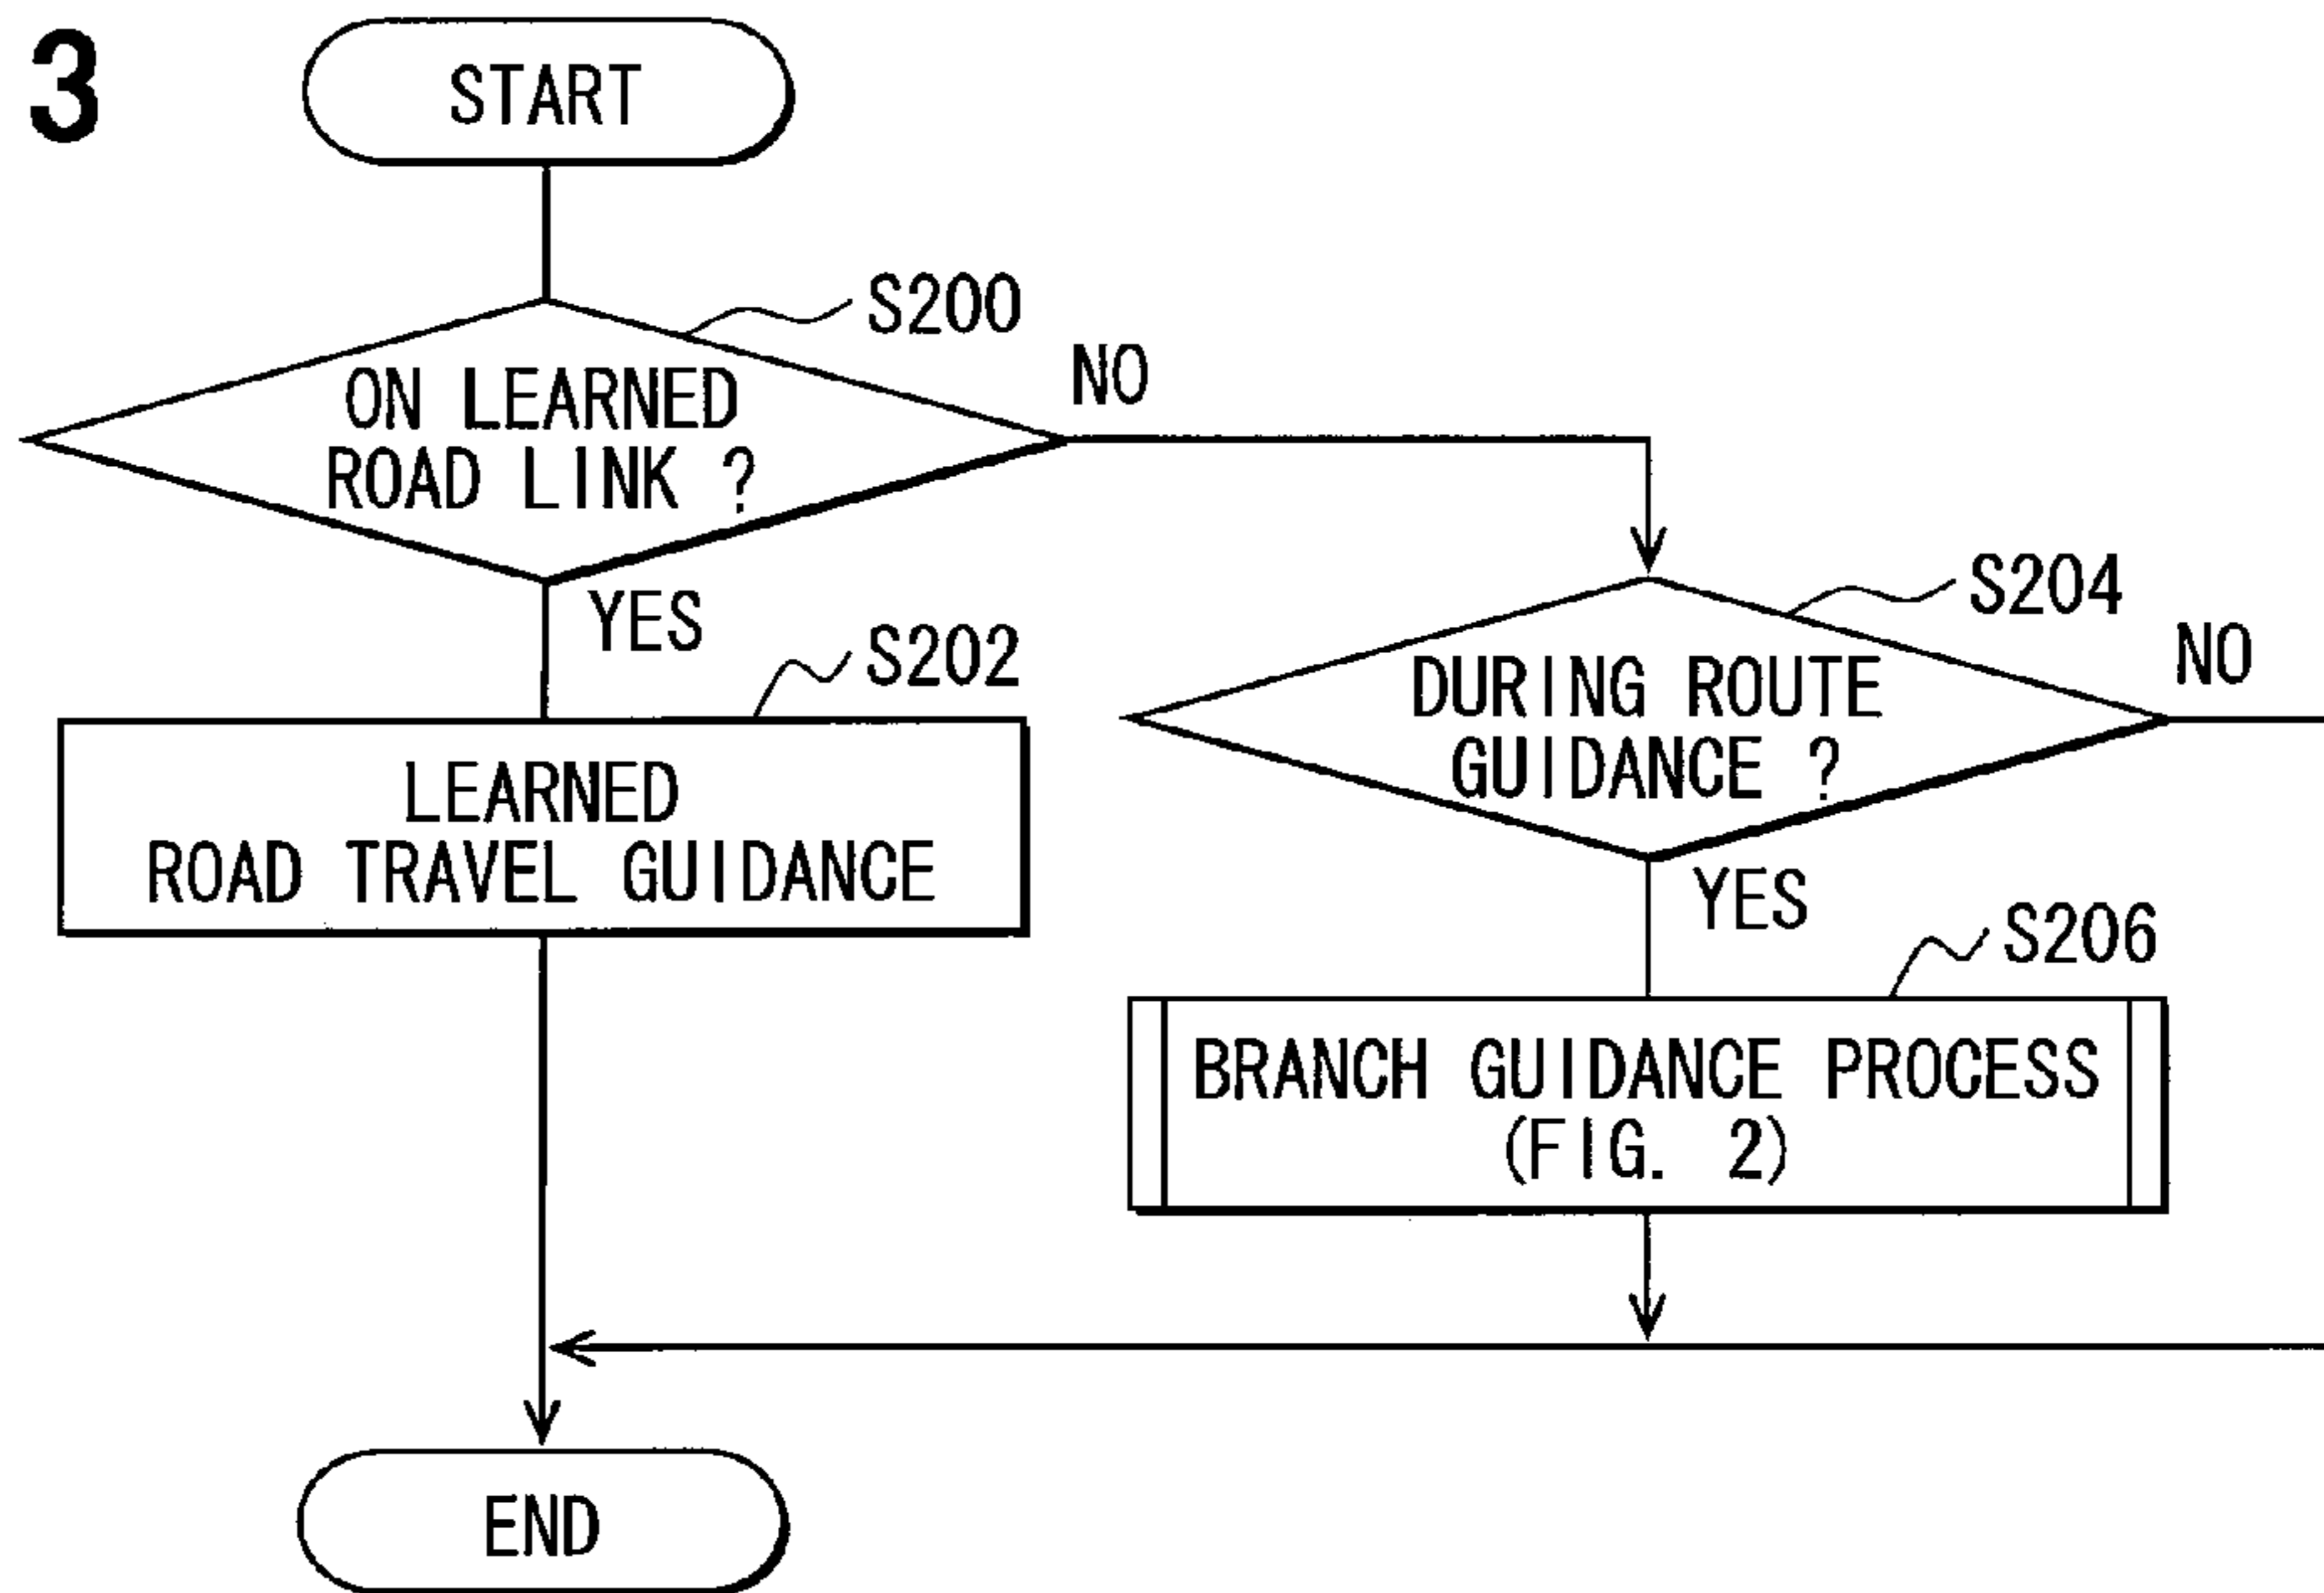 3
START
S200
ON LEARNED
ROAD LINK ?
NO
YES
S202
LEARNED
ROAD TRAVEL GUIDANCE
S204
DURING ROUTE
GUIDANCE ?
NO
YES
S206
BRANCH GUIDANCE PROCESS
(FIG. 2)
END